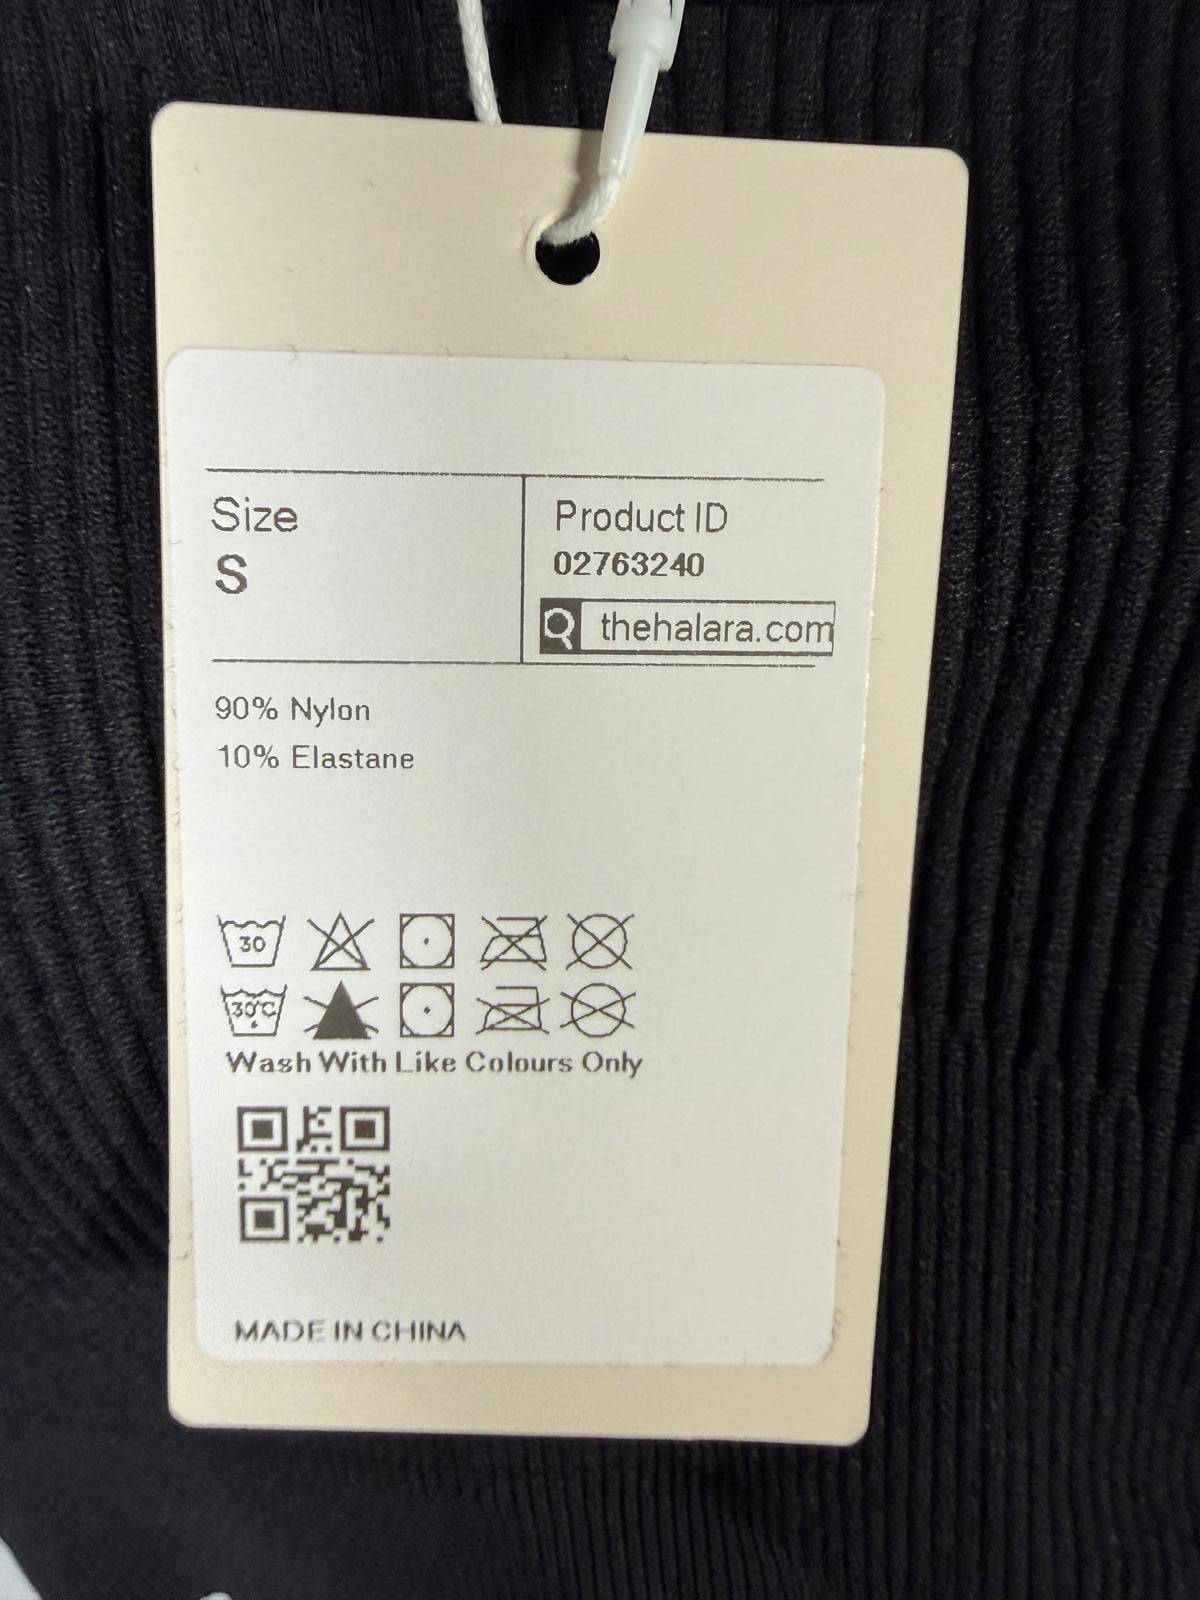 Size
S
Product ID
02763240
thehalara.com
90% Nylon
10% Elastane
30
30°C
Wash With Like Colours Only
MADE IN CHINA